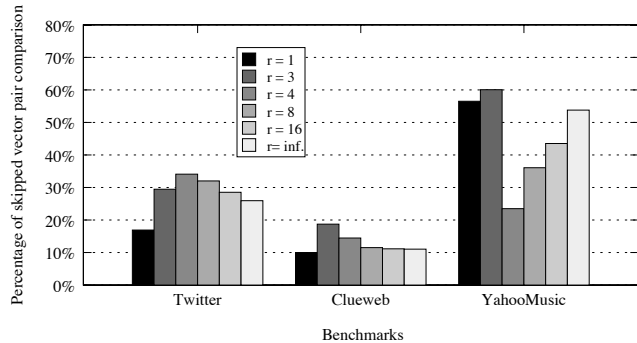 Percentage of skipped vector pair comparison
80%
70%
60%
50%
40%
30%
20%
10%
0%
r = 1
r = 3
r = 4
r = 8
r = 16
r= inf.
Twitter Clueweb YahooMusic
Benchmarks